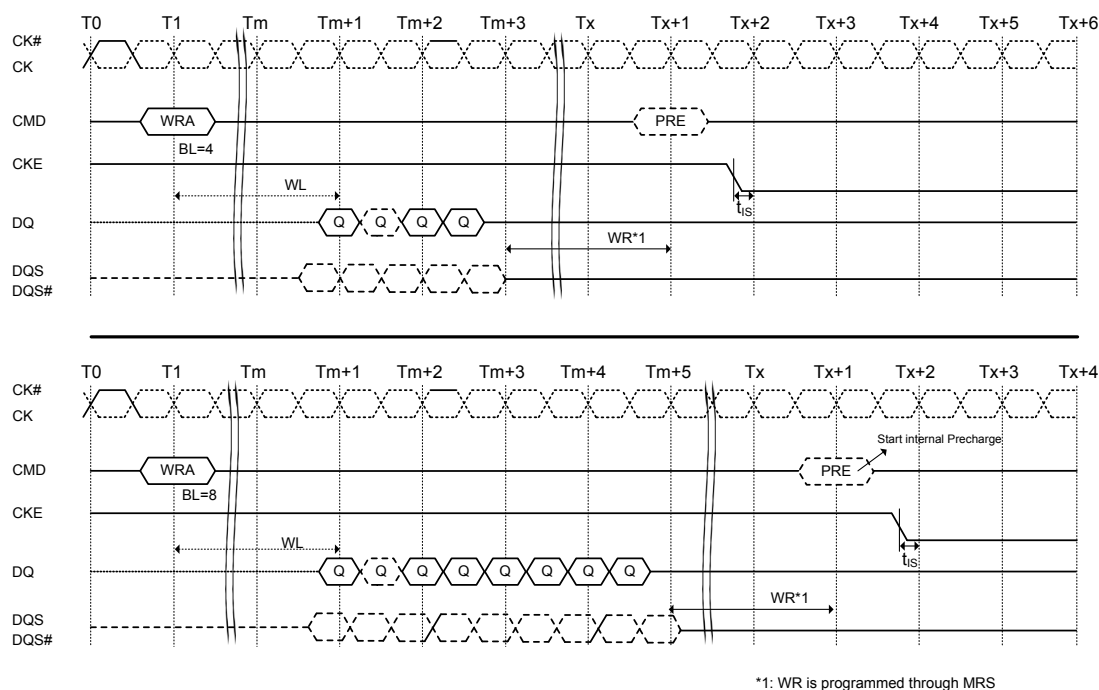 T0 T1 Tm Tm+1 Tm+2 Tm+3 Tx Tx+1 Tx+2 Tx+3 Tx+4 Tx+5 Tx+6
CK#
CK
CMD WRA PRE
BL=4
CKE
WL
tIS
DQ Q Q Q Q
WR*1
DQS
DQS#
T0 T1 Tm Tm+1 Tm+2 Tm+3 Tm+4 Tm+5 Tx Tx+1 Tx+2 Tx+3 Tx+4
CK#
CK
Start internal Precharge
CMD WRA PRE
BL=8
CKE
WL
tIS
DQ Q Q Q Q Q Q Q Q
WR*1
DQS
DQS#
*1: WR is programmed through MRS